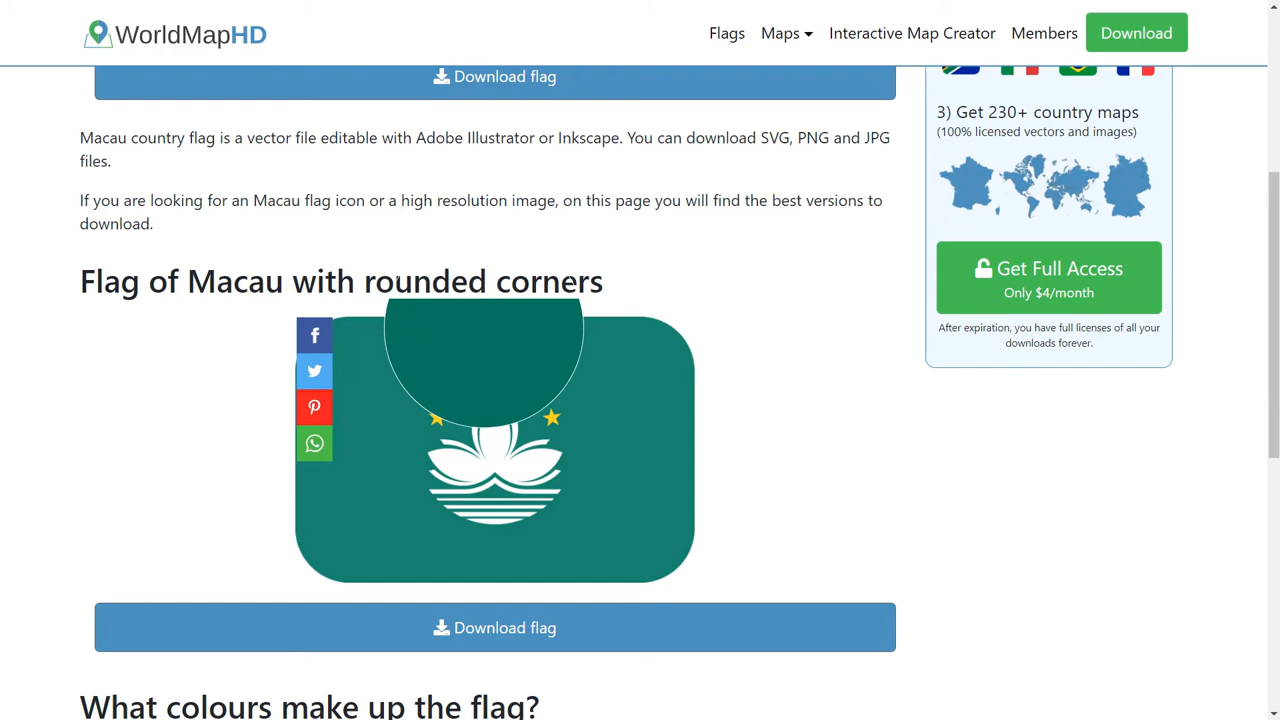 WorldMapHD
Flags
Maps
Interactive Map Creator
Members
Download
Download flag
Macau country flag is a vector file editable with Adobe Illustrator or Inkscape. You can download SVG, PNG and JPG
files.
If you are looking for an Macau flag icon or a high resolution image, on this page you will find the best versions to
download.
Flag of Macau with rounded corners
Download flag
What colours make up the flag?
3) Get 230+ country maps
(100% licensed vectors and images)
Get Full Access
Only $4/month
After expiration, you have full licenses of all your
downloads forever.